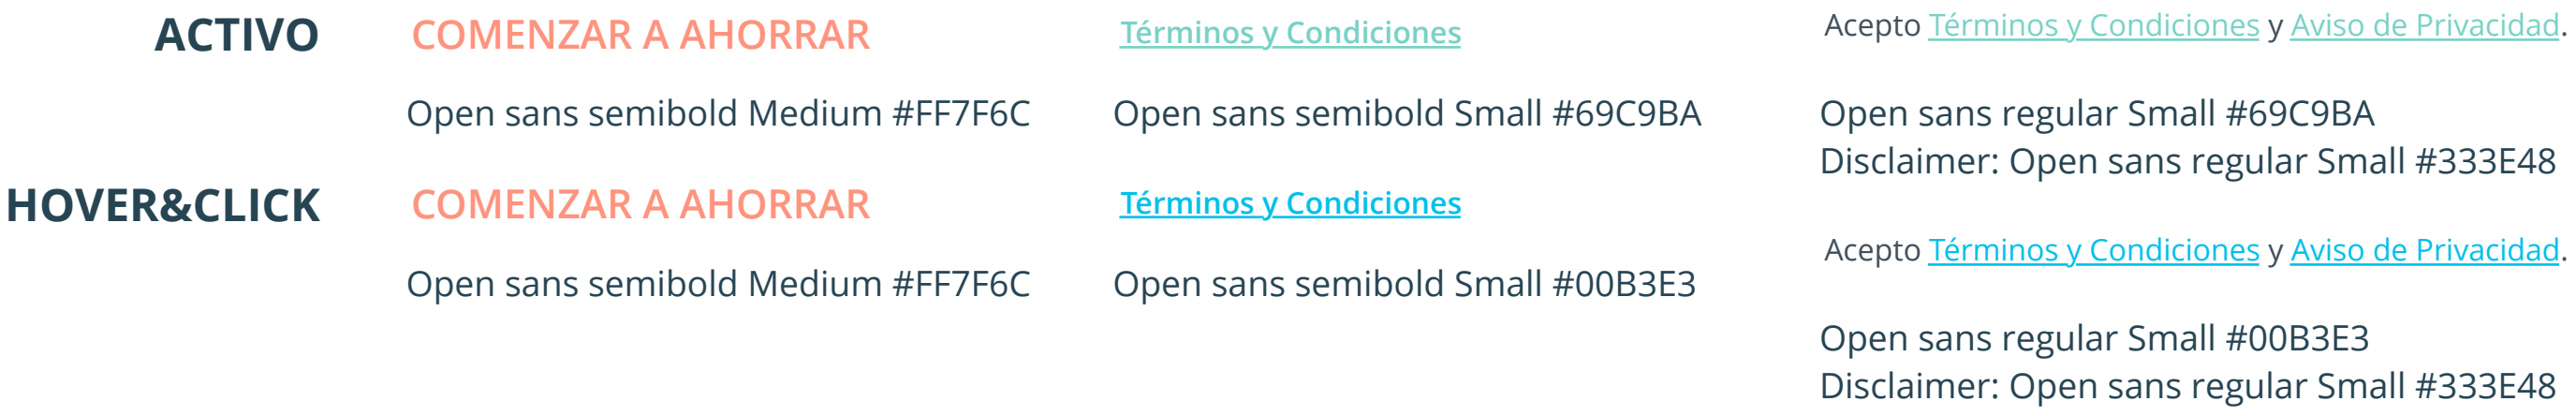 ACTIVO
COMENZAR A AHORRAR
Términos y Condiciones
Acepto Términos y Condiciones y Aviso de Privacidad.
Open sans semibold Medium #FF7F6C
Open sans semibold Small #69C9BA
Open sans regular Small #69C9BA
Disclaimer: Open sans regular Small #333E48
HOVER&CLICK
COMENZAR A AHORRAR
Términos y Condiciones
Acepto Términos y Condiciones y Aviso de Privacidad.
Open sans semibold Medium #FF7F6C
Open sans semibold Small #00B3E3
Open sans regular Small #00B3E3
Disclaimer: Open sans regular Small #333E48